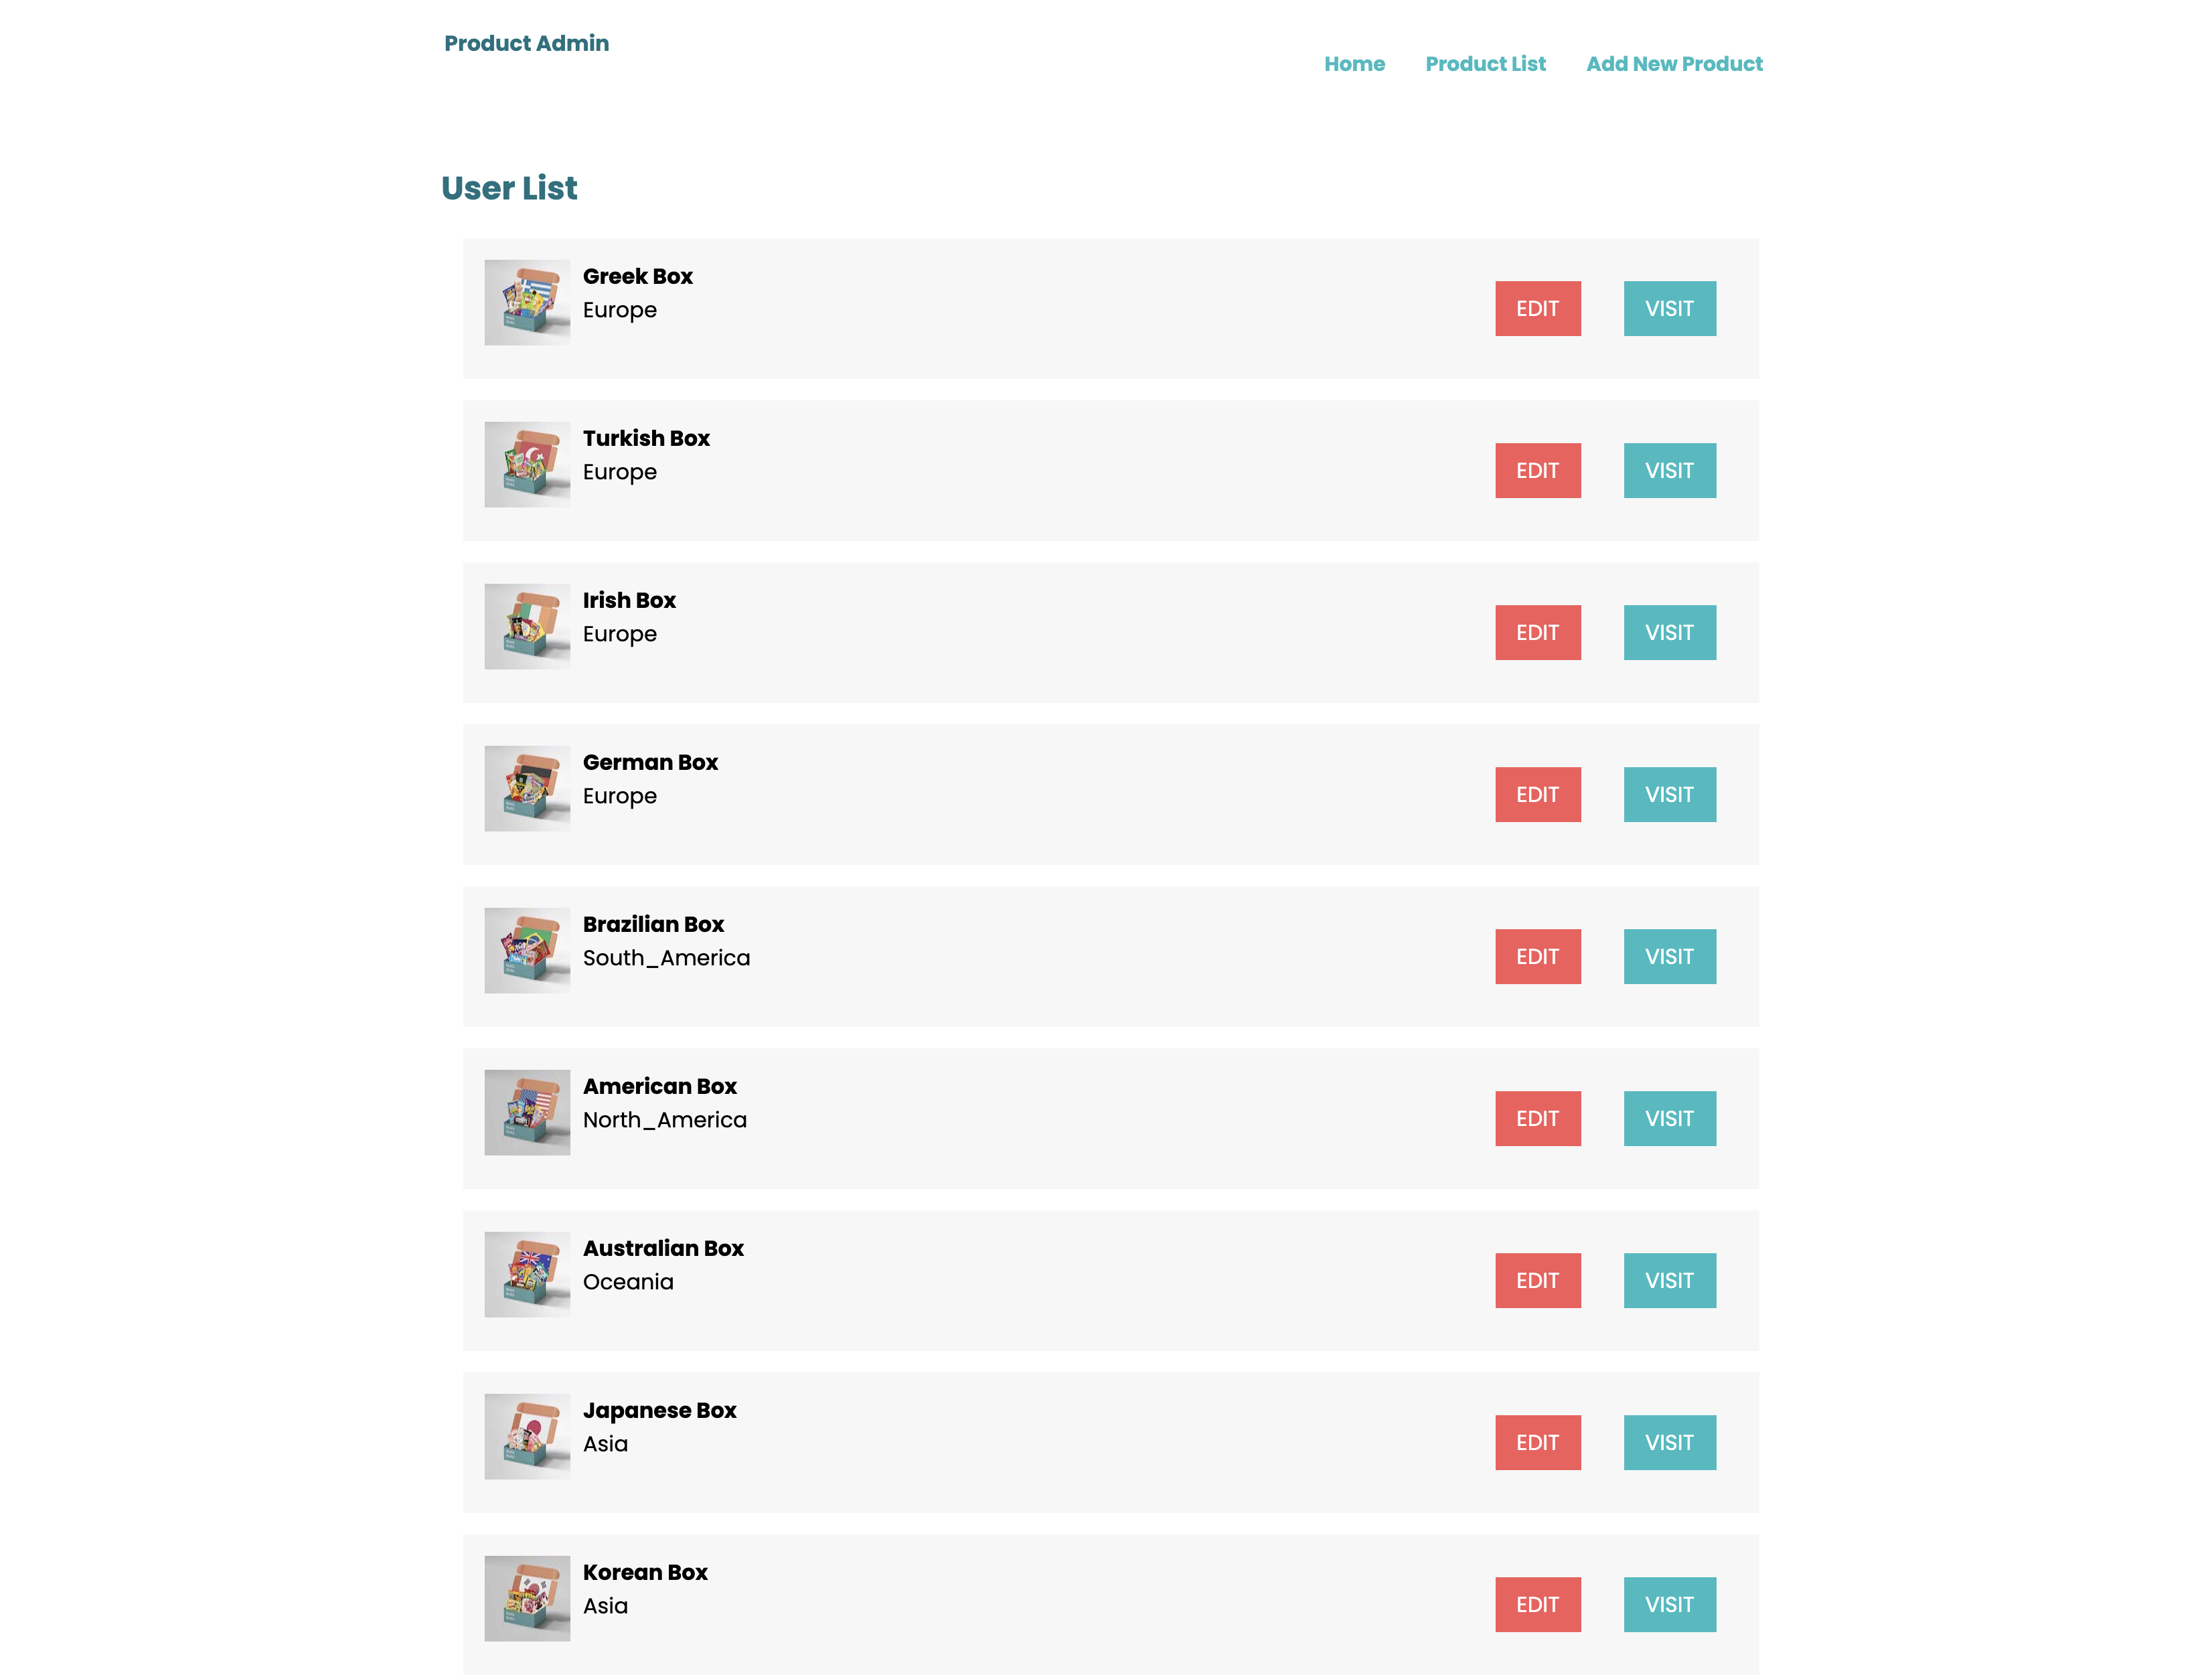 Product Admin
Home Product List Add New Product
User List
Greek Box
Europe
EDIT VISIT
Turkish Box
Europe
EDIT VISIT
Irish Box
Europe
EDIT VISIT
German Box
Europe
EDIT VISIT
Brazilian Box
South_America
EDIT VISIT
American Box
North_America
EDIT VISIT
Australian Box
Oceania
EDIT VISIT
Japanese Box
Asia
EDIT VISIT
Korean Box
Asia
EDIT VISIT